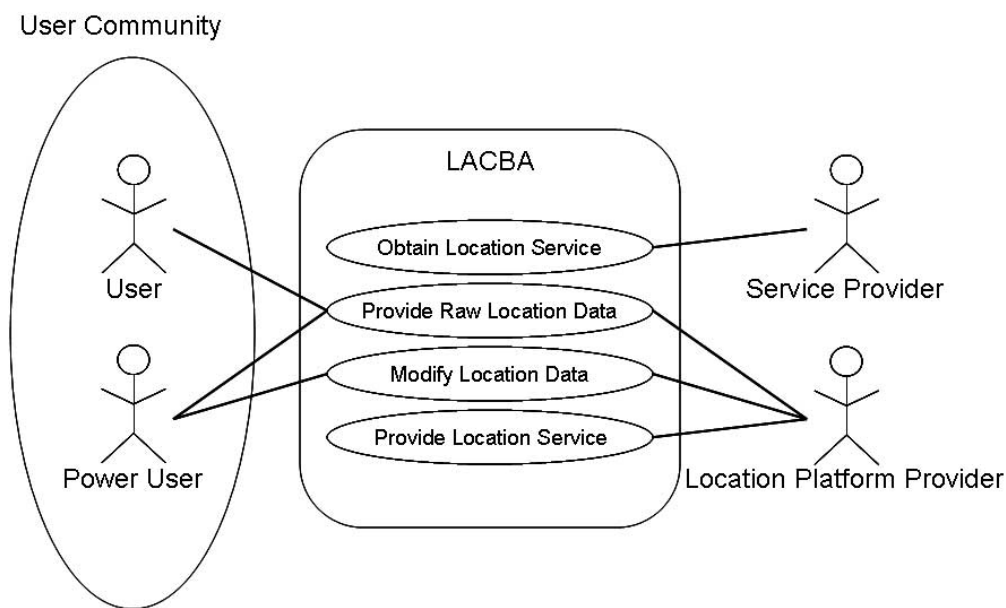 User Community
LACBA
Obtain Location Service
User
Service Provider
Provide Raw Location Data
Modify Location Data
Provide Location Service
Power User
Location Platform Provider